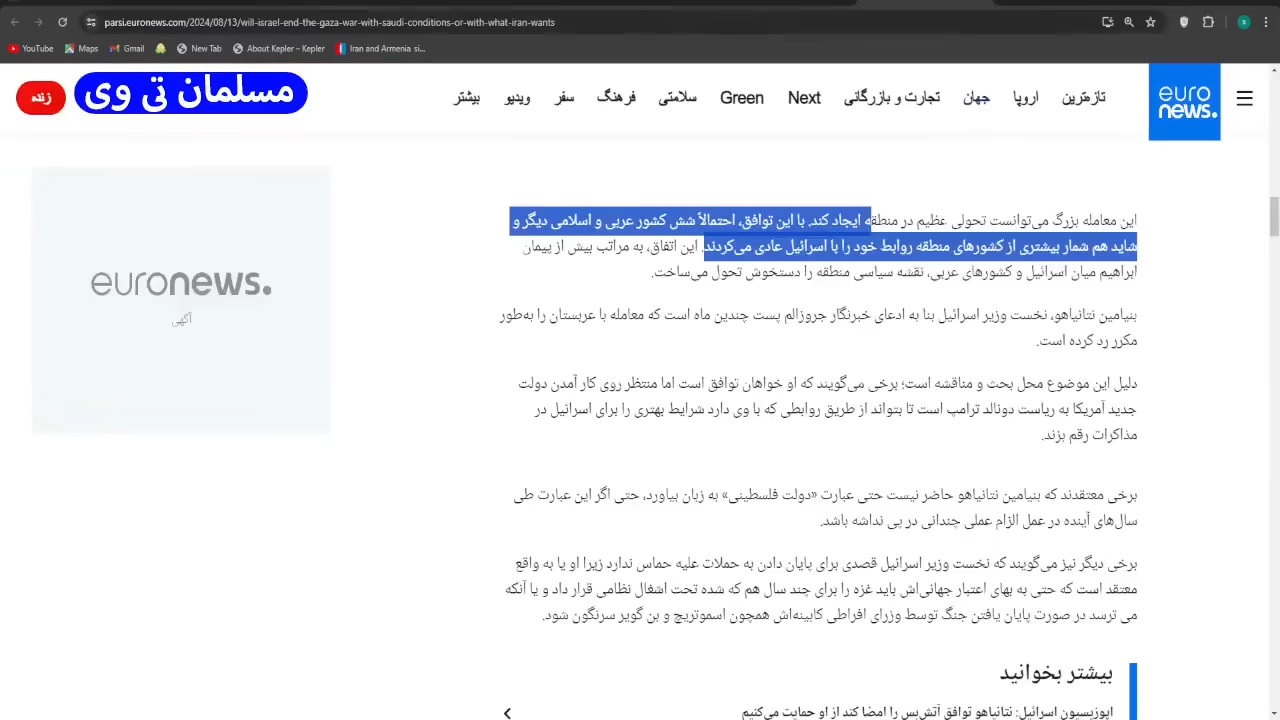 parsi.euronews.com/2024/08/13/will-israel-end-the-gaza-war-with-saudi-conditions-or-with-what-iran-wants
YouTube Maps Gmail New Tab About Kepler – Kepler Iran and Armenia si...
زنده
مسلمان تی وی
تازه‌ترین اروپا جهان تجارت و بازرگانی Next Green سلامتی فرهنگ سفر ویدیو بیشتر
euro
news.
این معامله بزرگ می‌توانست تحولی عظیم در منطقه ایجاد کند. با این توافق، احتمالاً شش کشور عربی و اسلامی دیگر و
شاید هم شمار بیشتری از کشورهای منطقه روابط خود را با اسرائیل عادی می‌کردند. این اتفاق، به مراتب بیش از پیمان
ابراهیم میان اسرائیل و کشورهای عربی، نقشه سیاسی منطقه را دستخوش تحول می‌ساخت.
euronews.
آگهی
بنیامین نتانیاهو، نخست وزیر اسرائیل بنا به ادعای خبرنگار جروزالم پست چندین ماه است که معامله با عربستان را به‌طور
مکرر رد کرده است.
دلیل این موضوع محل بحث و مناقشه است؛ برخی می‌گویند که او خواهان توافق است اما منتظر روی کار آمدن دولت
جدید آمریکا به ریاست دونالد ترامپ است تا بتواند از طریق روابطی که با وی دارد شرایط بهتری را برای اسرائیل در
مذاکرات رقم بزند.
برخی معتقدند که بنیامین نتانیاهو حاضر نیست حتی عبارت «دولت فلسطینی» به زبان بیاورد، حتی اگر این عبارت طی
سال‌های آینده در عمل الزام عملی چندانی در پی نداشه باشد.
برخی دیگر نیز می‌گویند که نخست وزیر اسرائیل قصدی برای پایان دادن به حملات علیه حماس ندارد زیرا او یا به واقع
معتقد است که حتی به بهای اعتبار جهانی‌اش باید غزه را برای چند سال هم که شده تحت اشغال نظامی قرار داد و یا آنکه
می ترسد در صورت پایان یافتن جنگ توسط وزرای افراطی کابینه‌اش همچون اسموتریچ و بن گویر سرنگون شود.
بیشتر بخوانید
اپوزیسیون اسرائیل: نتانیاهو توافق آتش‌بس را امضا کند از او حمایت می‌کنیم